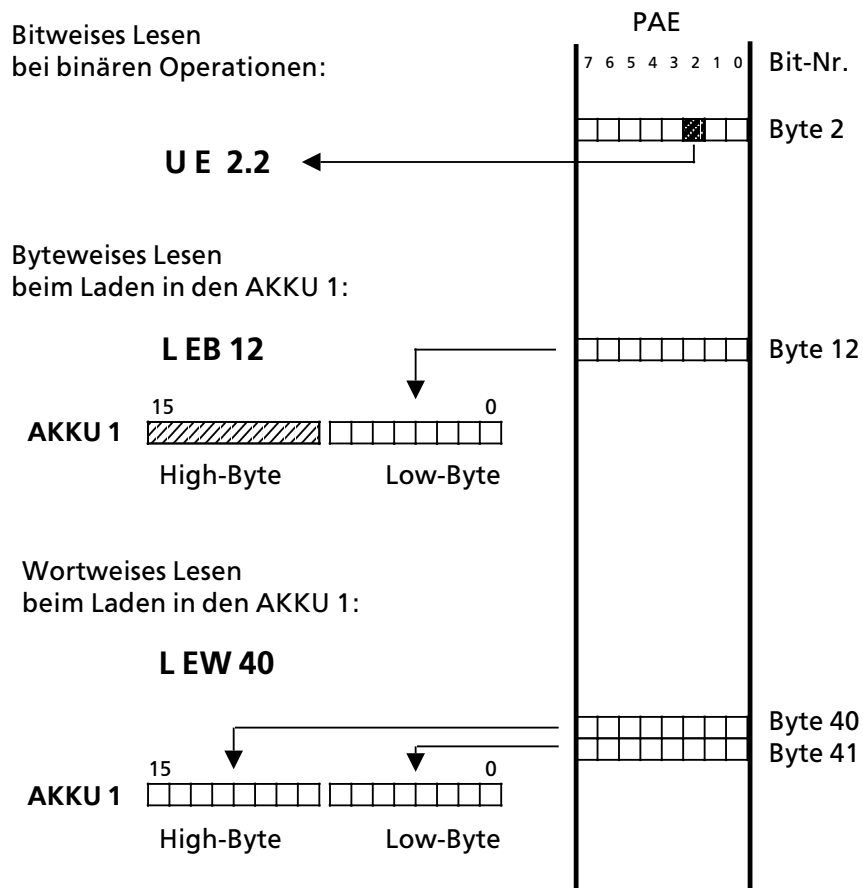 PAE
Bitweises Lesen
bei binären Operationen:
7 6 5 4 3 2 1 0 Bit-Nr.
Byte 2
U E 2.2
Byteweises Lesen
beim Laden in den AKKU 1:
L EB 12
Byte 12
15 0
AKKU 1
High-Byte Low-Byte
Wortweises Lesen
beim Laden in den AKKU 1:
L EW 40
Byte 40
Byte 41
15 0
AKKU 1
High-Byte Low-Byte